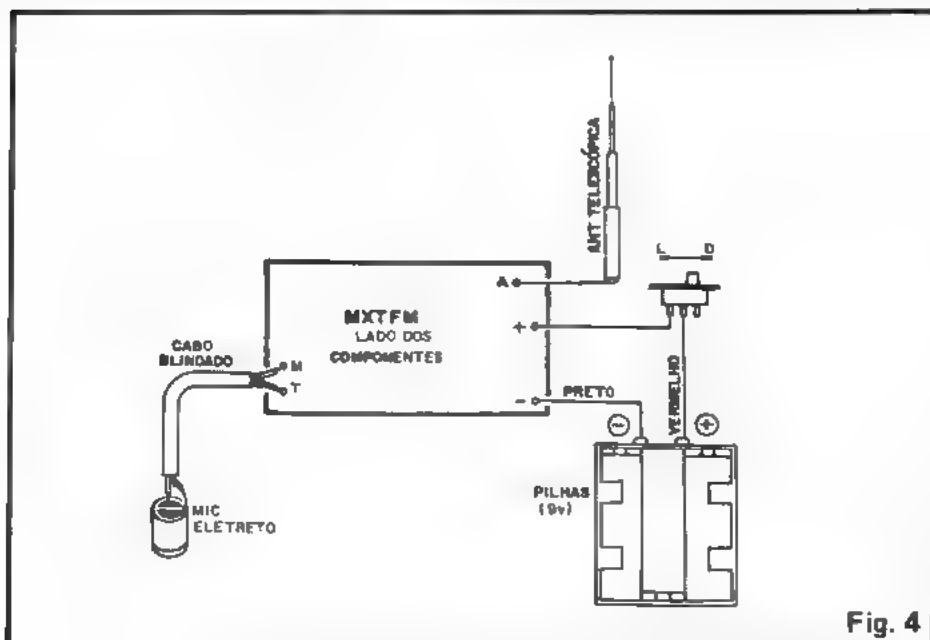 ANT TELESCÓPICA
L D
A
MXTFM
LADO DOS
COMPONENTES
+
CABO
BLINDADO
M
T
-
PRETO
VERMELHO
- +
PILHAS
(9v)
MIC
ELETRETO
Fig. 4